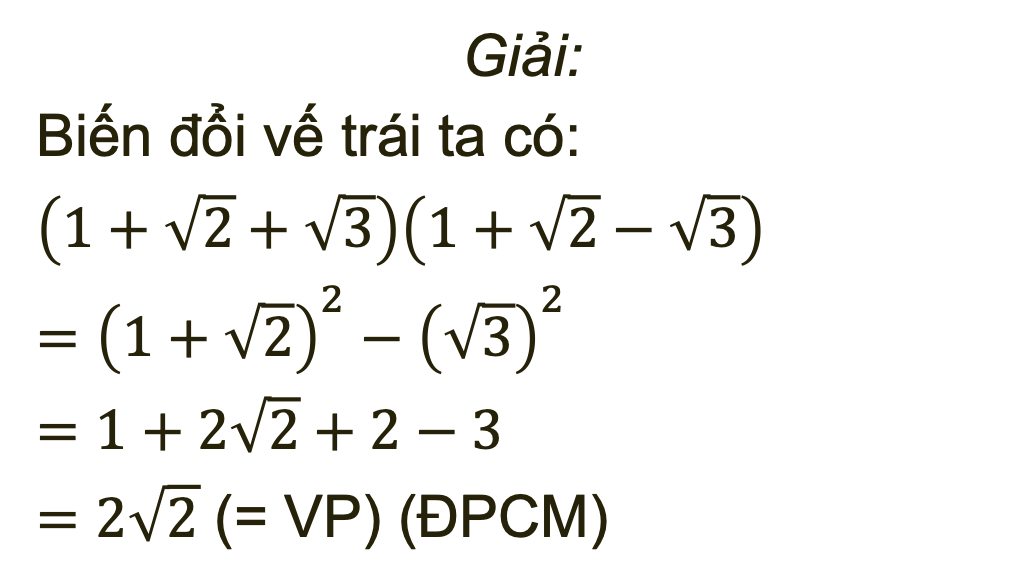 Giải:
Biến đổi vế trái ta có:
(1 + √2 + √3)(1 + √2 − √3)
= (1 + √2)² − (√3)²
= 1 + 2√2 + 2 − 3
= 2√2 (= VP) (ĐPCM)